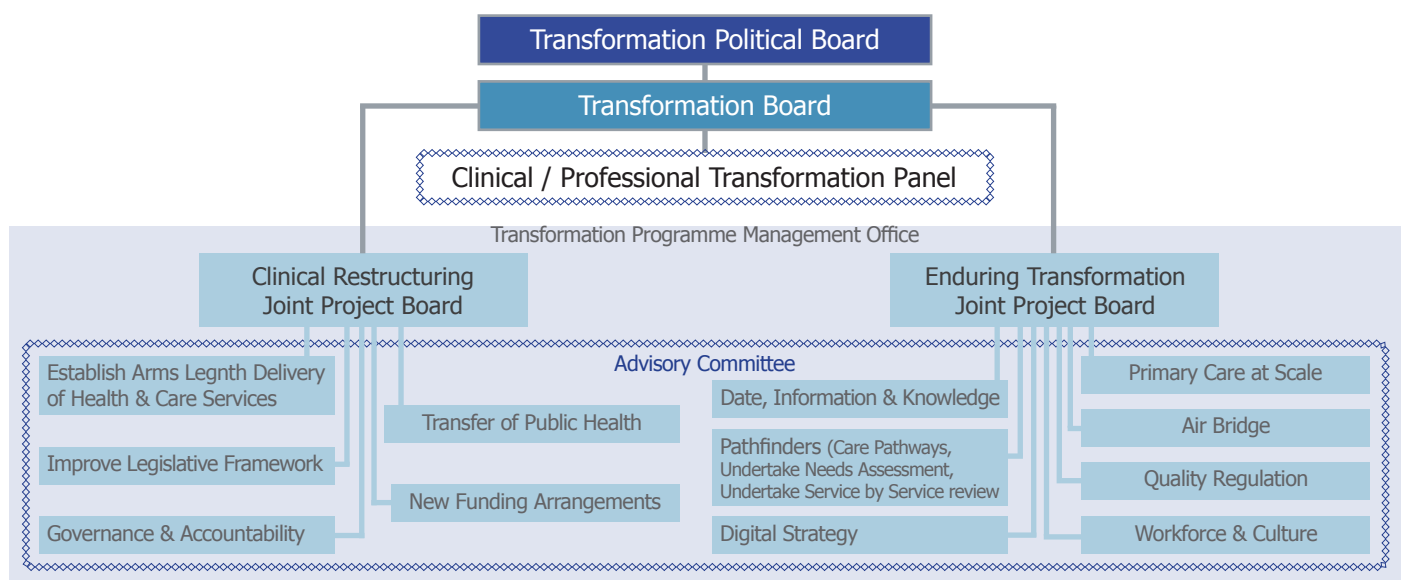 Transformation Political Board
Transformation Board
Clinical / Professional Transformation Panel
Transformation Programme Management Office
Clinical Restructuring
Joint Project Board
Enduring Transformation
Joint Project Board
Advisory Committee
Establish Arms Legnth Delivery
of Health & Care Services
Transfer of Public Health
Improve Legislative Framework
New Funding Arrangements
Governance & Accountability
Date, Information & Knowledge
Pathfinders (Care Pathways,
Undertake Needs Assessment,
Undertake Service by Service review
Digital Strategy
Primary Care at Scale
Air Bridge
Quality Regulation
Workforce & Culture